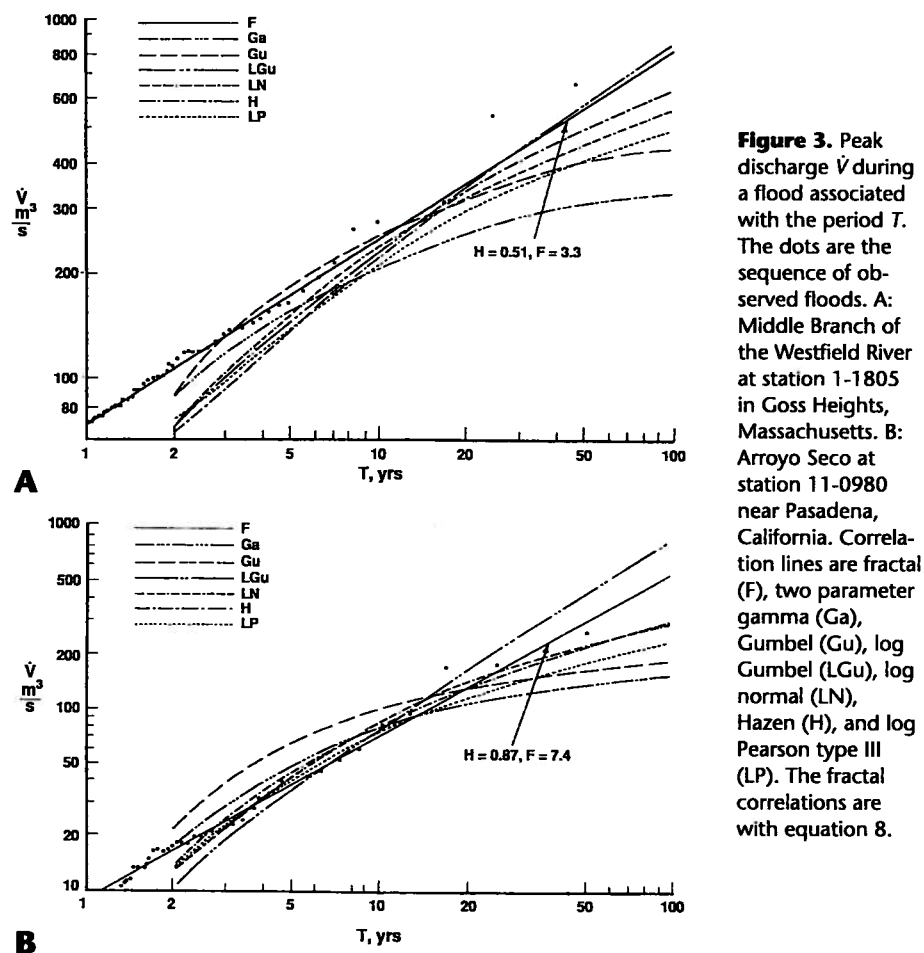 1000
800
600
400
300
200
100
80
V̇
m³
s
F
Ga
Gu
LGu
LN
H
LP
H = 0.51, F = 3.3
1
2
5
10
20
50
100
T, yrs
A
1000
500
200
100
50
20
10
V̇
m³
s
F
Ga
Gu
LGu
LN
H
LP
H = 0.87, F = 7.4
1
2
5
10
20
50
100
T, yrs
B
Figure 3. Peak
discharge V̇ during
a flood associated
with the period T.
The dots are the
sequence of ob-
served floods. A:
Middle Branch of
the Westfield River
at station 1-1805
in Goss Heights,
Massachusetts. B:
Arroyo Seco at
station 11-0980
near Pasadena,
California. Correla-
tion lines are fractal
(F), two parameter
gamma (Ga),
Gumbel (Gu), log
Gumbel (LGu), log
normal (LN),
Hazen (H), and log
Pearson type III
(LP). The fractal
correlations are
with equation 8.